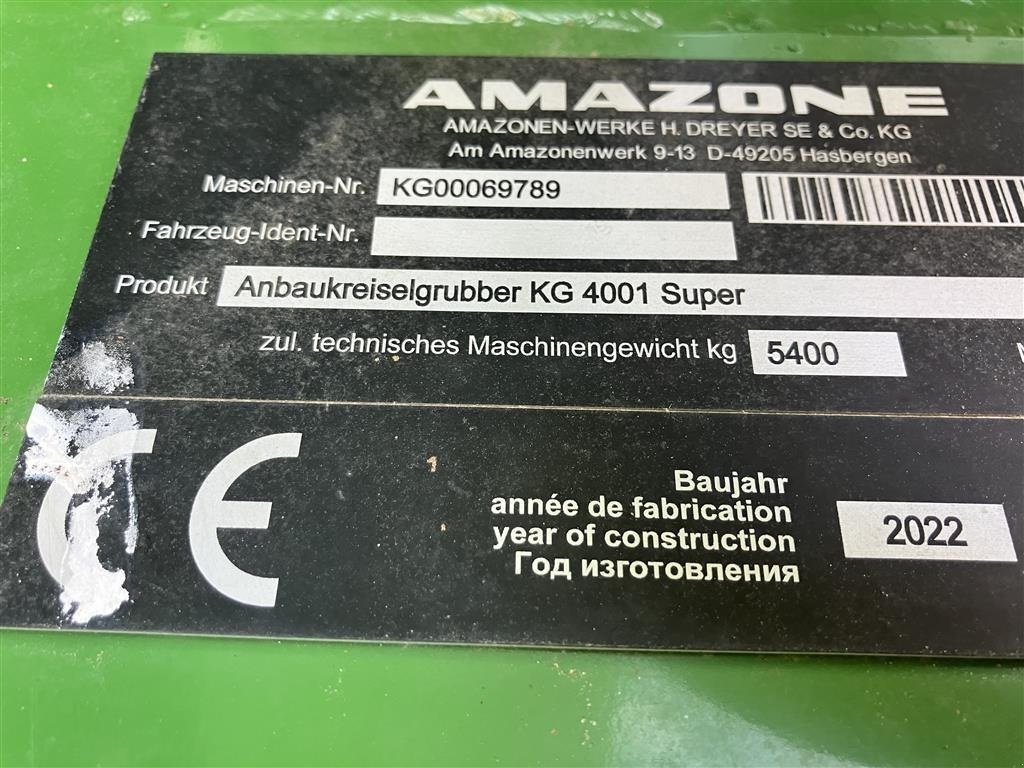 AMAZONE
AMAZONEN-WERKE H. DREYER SE & Co. KG
Am Amazonenwerk 9-13 D-49205 Hasbergen
Maschinen-Nr. KG00069789
Fahrzeug-Ident-Nr.
Produkt Anbaukreiselgrubber KG 4001 Super
zul. technisches Maschinengewicht kg 5400
CE
Baujahr
année de fabrication
year of construction 2022
Год изготовления